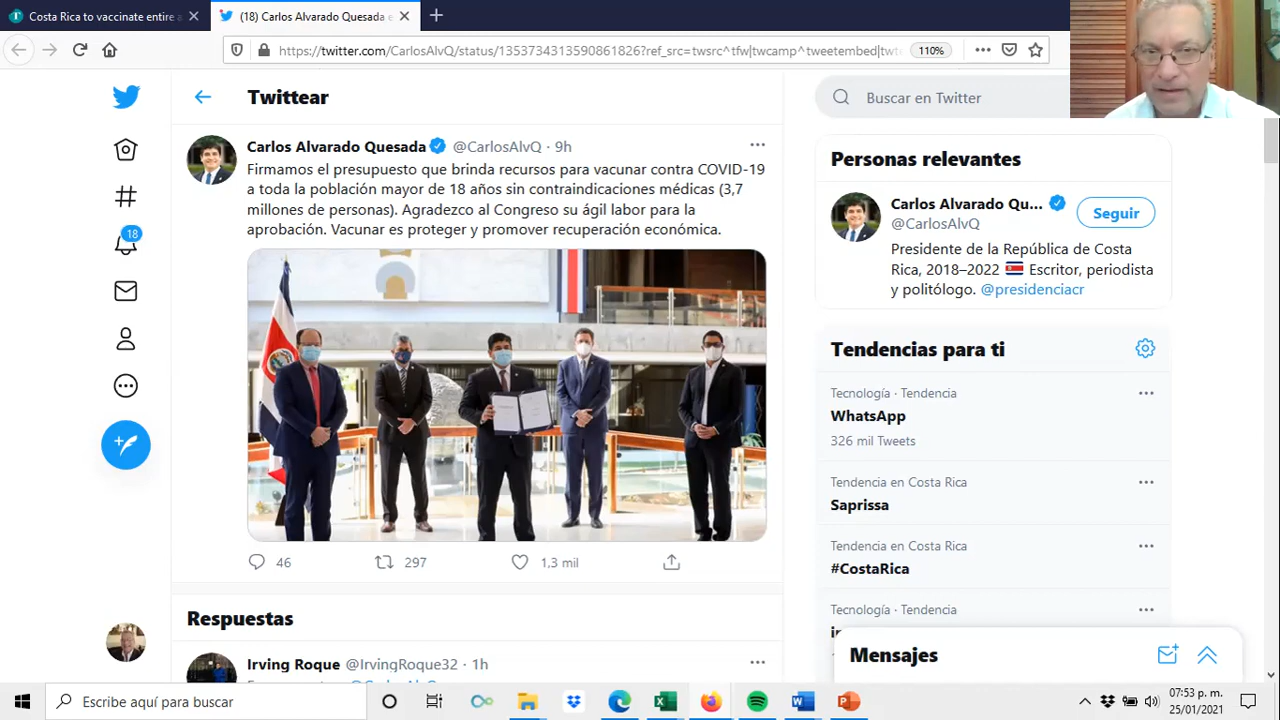 Costa Rica to vaccinate entire a
(18) Carlos Alvarado Quesada e
https://twitter.com/CarlosAlvQ/status/1353734313590861826?ref_src=twsrc^tfw|twcamp^tweetembed|twte
110%
Twittear
Buscar en Twitter
Carlos Alvarado Quesada @CarlosAlvQ · 9h
Firmamos el presupuesto que brinda recursos para vacunar contra COVID-19
a toda la población mayor de 18 años sin contraindicaciones médicas (3,7
millones de personas). Agradezco al Congreso su ágil labor para la
aprobación. Vacunar es proteger y promover recuperación económica.
46
297
1,3 mil
Respuestas
Irving Roque @IrvingRoque32 · 1h
18
Personas relevantes
Carlos Alvarado Qu...
@CarlosAlvQ
Seguir
Presidente de la República de Costa
Rica, 2018–2022 Escritor, periodista
y politólogo. @presidenciacr
Tendencias para ti
Tecnología · Tendencia
WhatsApp
326 mil Tweets
Tendencia en Costa Rica
Saprissa
Tendencia en Costa Rica
#CostaRica
Tecnología · Tendencia
Mensajes
Escribe aquí para buscar
07:53 p. m.
25/01/2021